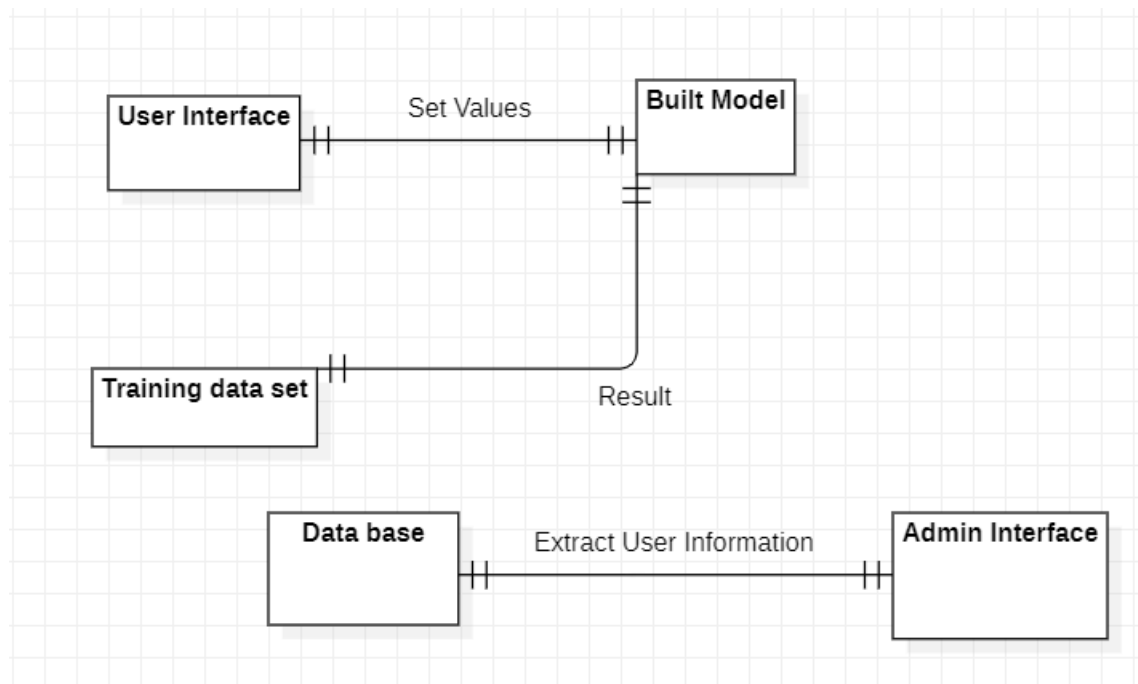 User Interface
Set Values
Built Model
Training data set
Result
Data base
Extract User Information
Admin Interface